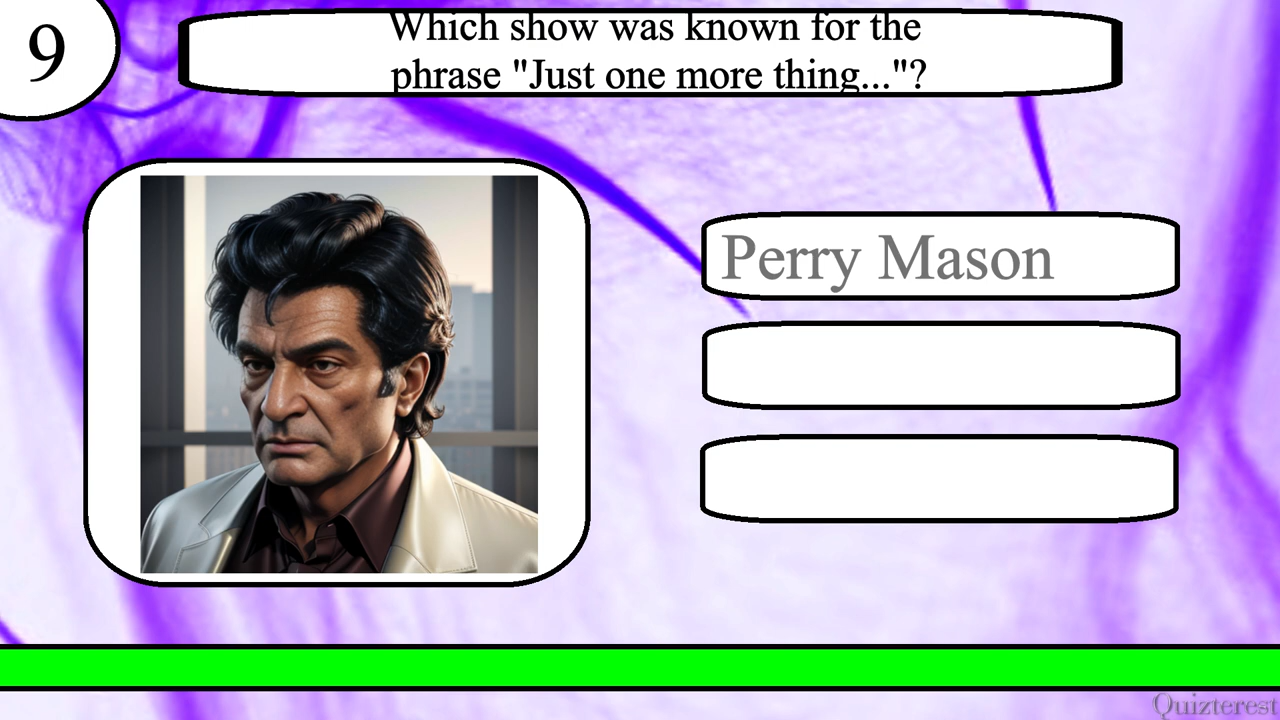 9
Which show was known for the
phrase "Just one more thing..."?
Perry Mason
Quizterest